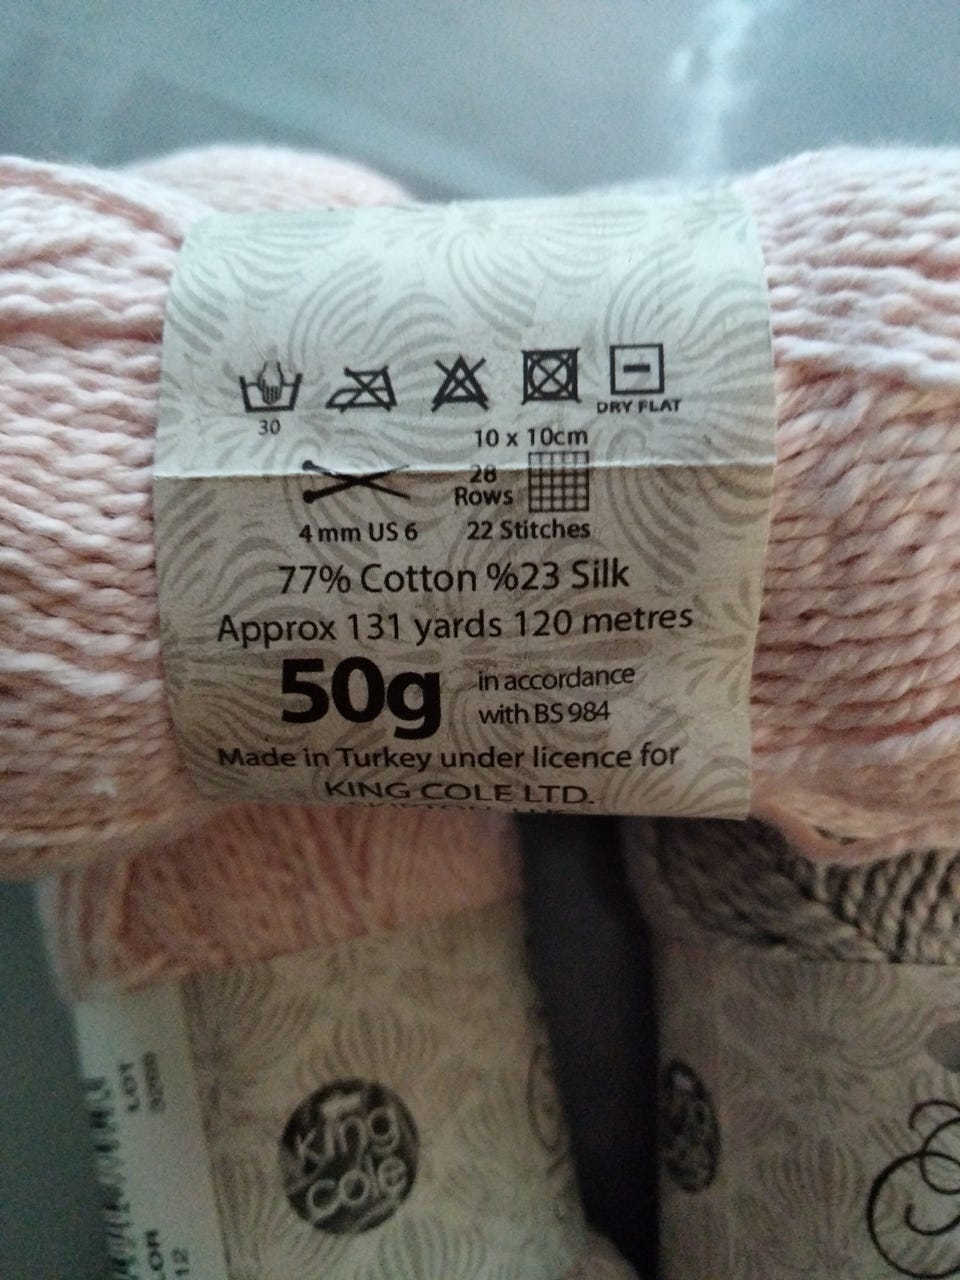 30
DRY FLAT
10 x 10cm
28
Rows
4 mm US 6
22 Stitches
77% Cotton %23 Silk
Approx 131 yards 120 metres
50g
in accordance
with BS 984
Made in Turkey under licence for
KING COLE LTD.
LOT
king
cole
12